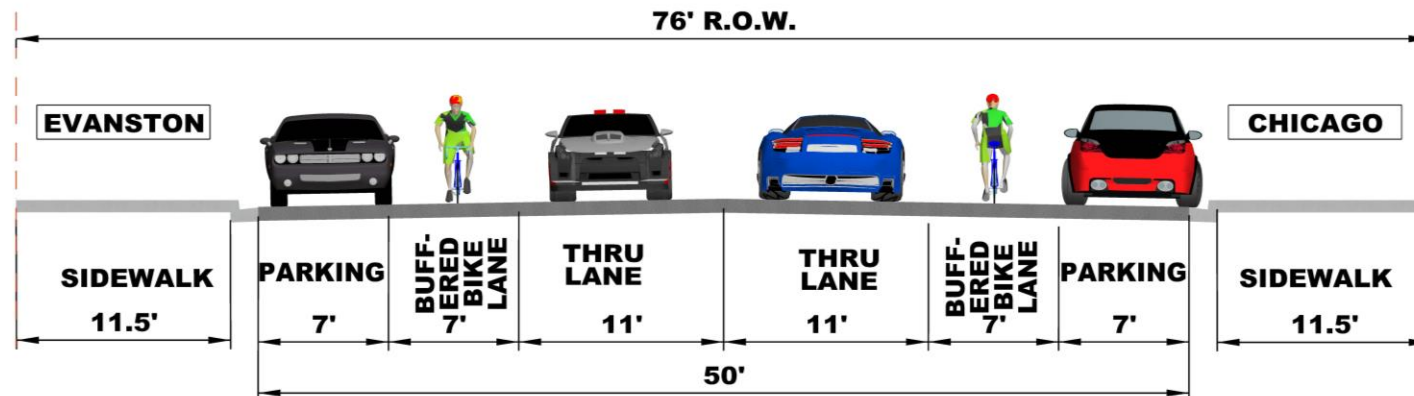 76' R.O.W.
EVANSTON
CHICAGO
SIDEWALK
11.5'
PARKING
7'
BUFF-
ERED
BIKE
LANE
7'
THRU
LANE
11'
THRU
LANE
11'
BUFF-
ERED
BIKE
LANE
7'
PARKING
7'
SIDEWALK
11.5'
50'